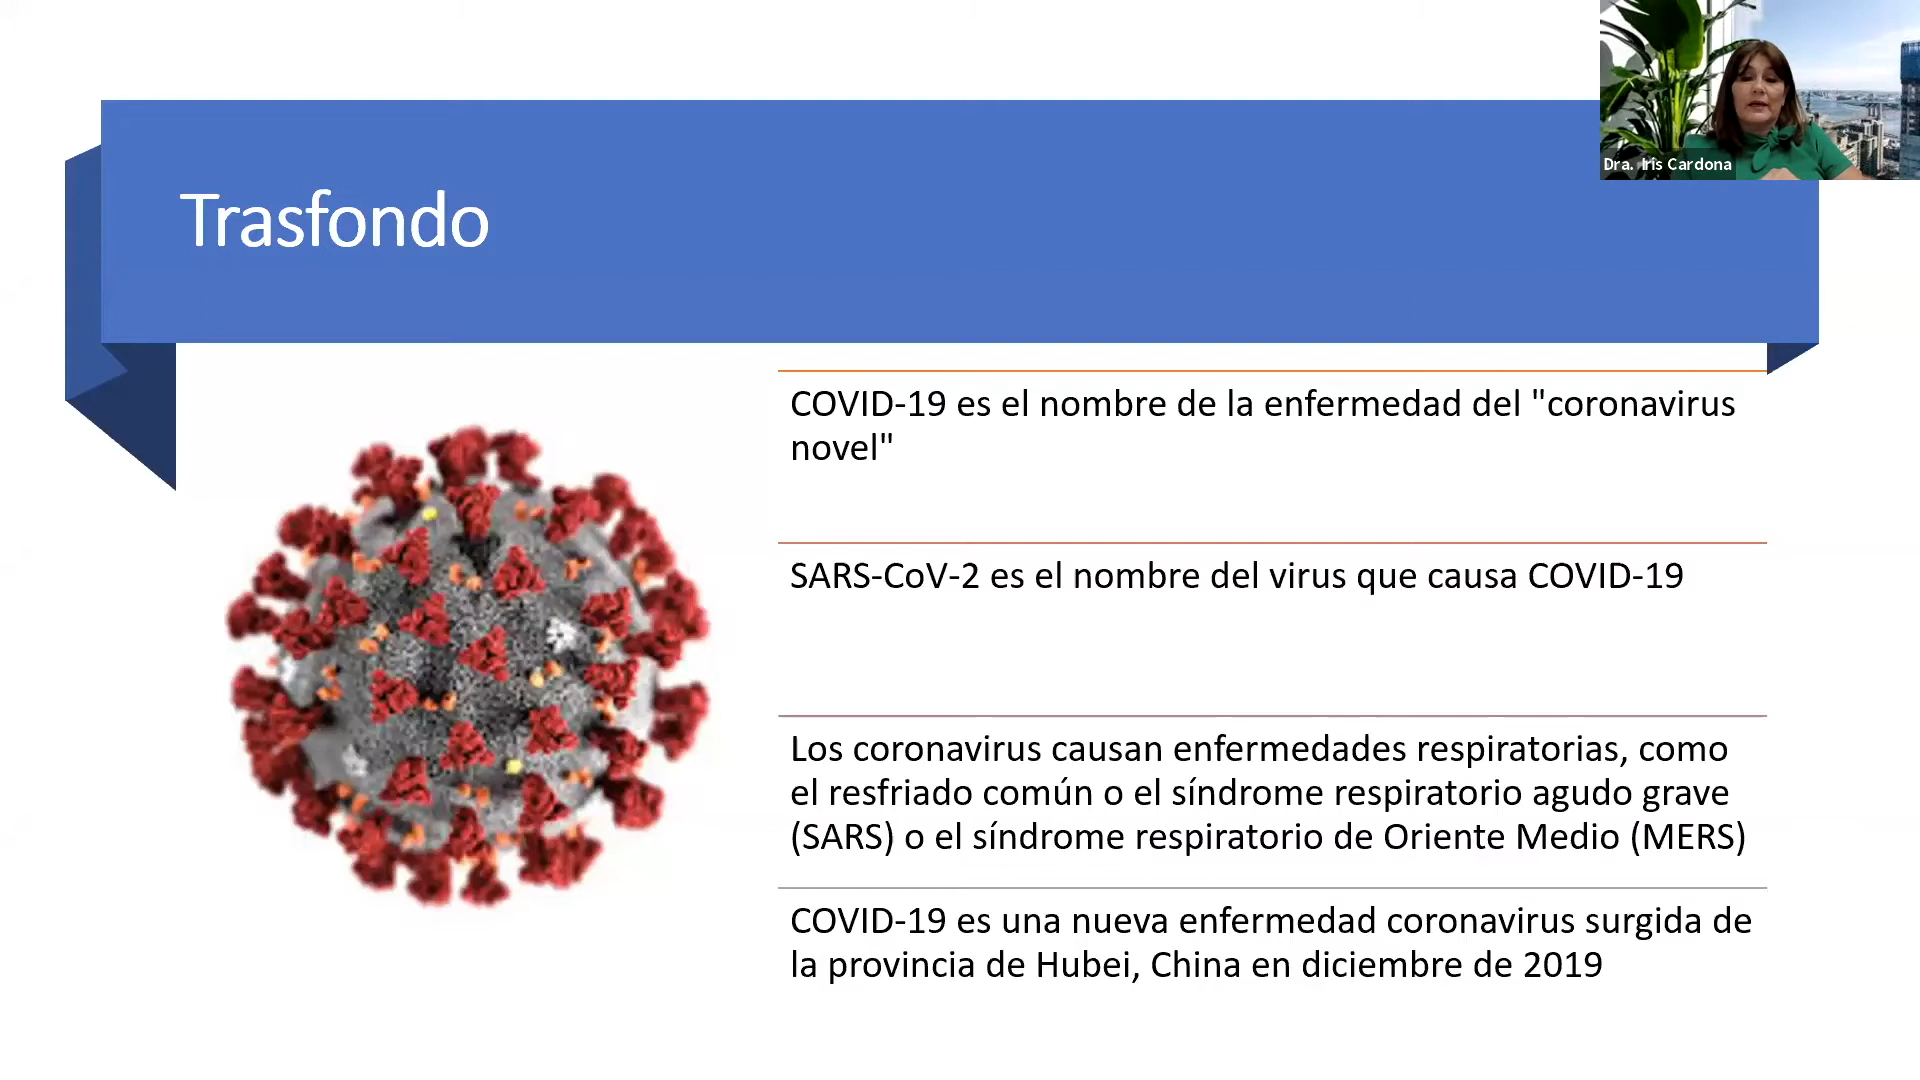 Dra. Iris Cardona
Trasfondo
COVID-19 es el nombre de la enfermedad del "coronavirus
novel"
SARS-CoV-2 es el nombre del virus que causa COVID-19
Los coronavirus causan enfermedades respiratorias, como
el resfriado común o el síndrome respiratorio agudo grave
(SARS) o el síndrome respiratorio de Oriente Medio (MERS)
COVID-19 es una nueva enfermedad coronavirus surgida de
la provincia de Hubei, China en diciembre de 2019